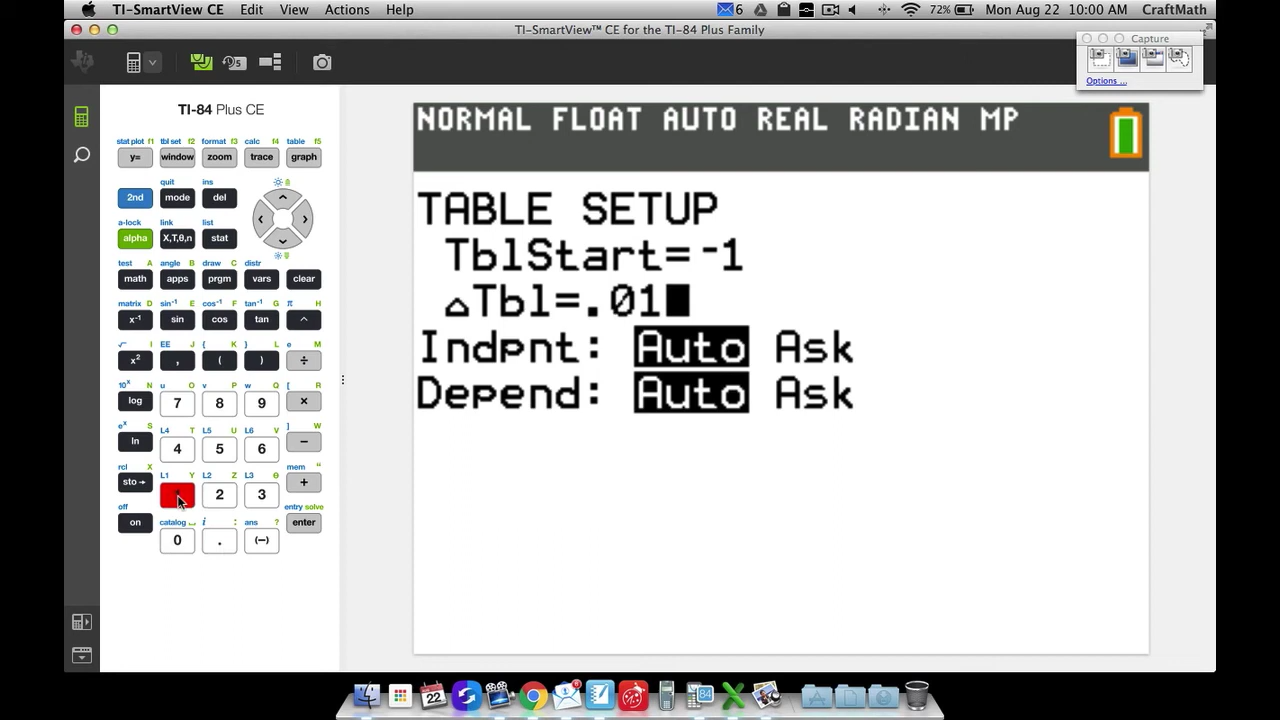 TI-SmartView CE Edit View Actions Help 6 72% Mon Aug 22 10:00 AM CraftMath
TI-SmartView™ CE for the TI-84 Plus Family
Capture
Options ...
TI-84 Plus CE
stat plot f1 tbl set f2 format f3 calc f4 table f5
y= window zoom trace graph
quit ins
2nd mode del
a-lock link list
alpha X,T,θ,n stat
test A angle B draw C distr
math apps prgm vars clear
matrix D sin⁻¹ E cos⁻¹ F tan⁻¹ G π H
x⁻¹ sin cos tan ^
√ I EE J { K } L e M
x² , ( ) ÷
10ˣ N u O v P w Q [ R
log 7 8 9 ×
eˣ S L4 T L5 U L6 V ] W
ln 4 5 6 −
rcl X L1 Y L2 Z L3 θ mem "
sto→ 2 3 +
off catalog i : ans ? entry solve
on 0 . (−) enter
NORMAL FLOAT AUTO REAL RADIAN MP
TABLE SETUP
TblStart=-1
△Tbl=.01
Indpnt: Auto Ask
Depend: Auto Ask
22
84